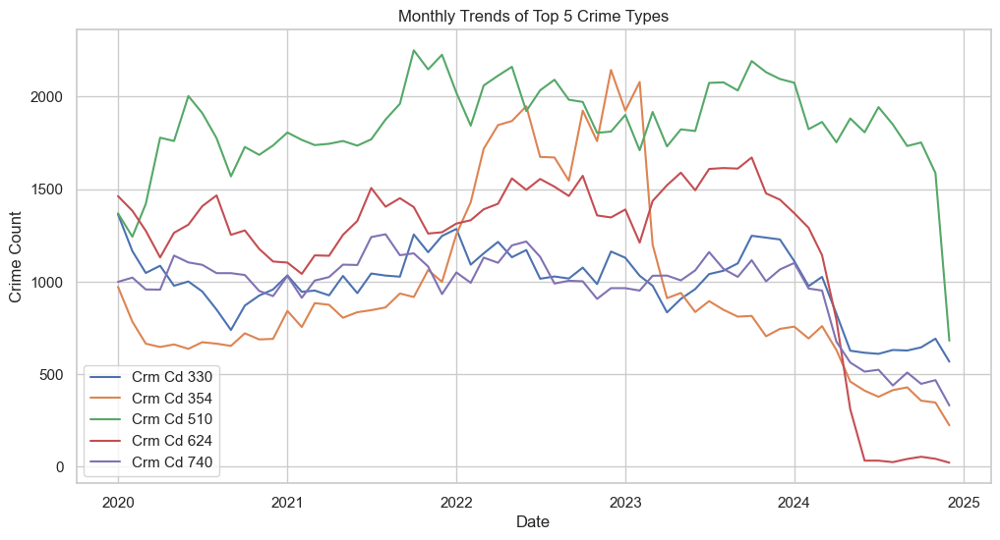 Monthly Trends of Top 5 Crime Types
Crime Count
2000
1500
1000
500
0
Crm Cd 330
Crm Cd 354
Crm Cd 510
Crm Cd 624
Crm Cd 740
2020
2021
2022
2023
2024
2025
Date